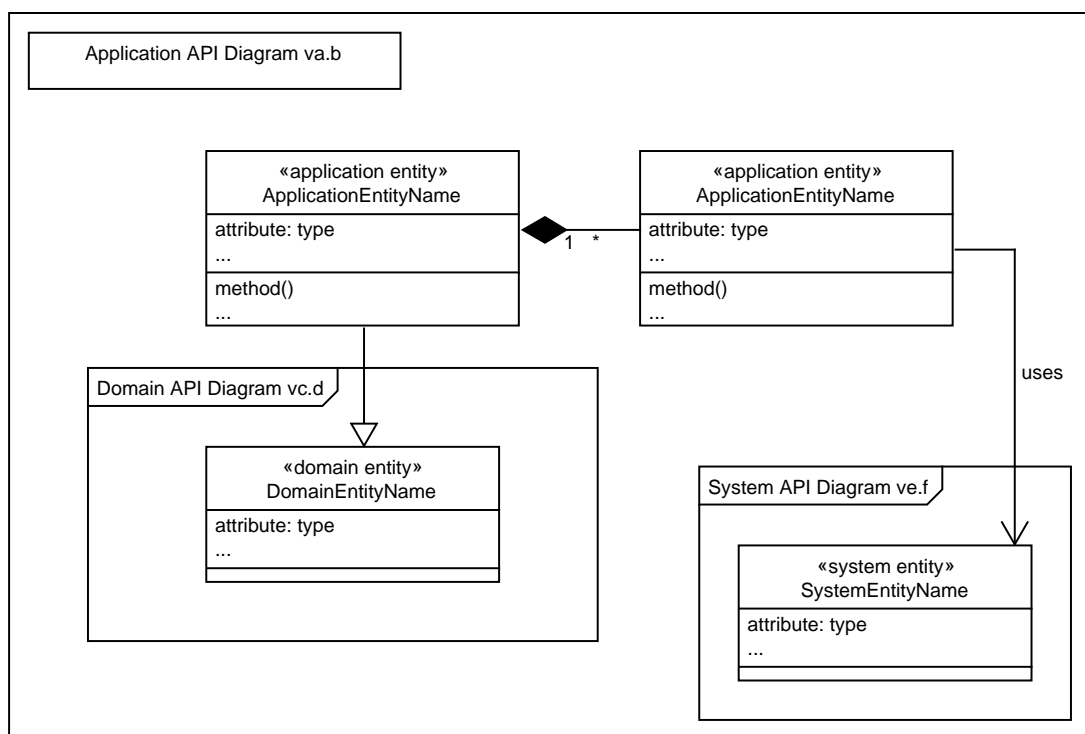 Application API Diagram va.b
«application entity»
ApplicationEntityName
attribute: type
...
method()
...
1 *
«application entity»
ApplicationEntityName
attribute: type
...
method()
...
uses
Domain API Diagram vc.d
«domain entity»
DomainEntityName
attribute: type
...
System API Diagram ve.f
«system entity»
SystemEntityName
attribute: type
...